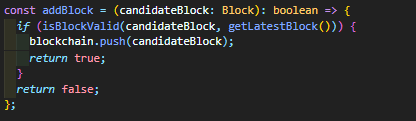 const addBlock = (candidateBlock: Block): boolean => {
  if (isBlockValid(candidateBlock, getLatestBlock())) {
    blockchain.push(candidateBlock);
    return true;
  }
  return false;
};